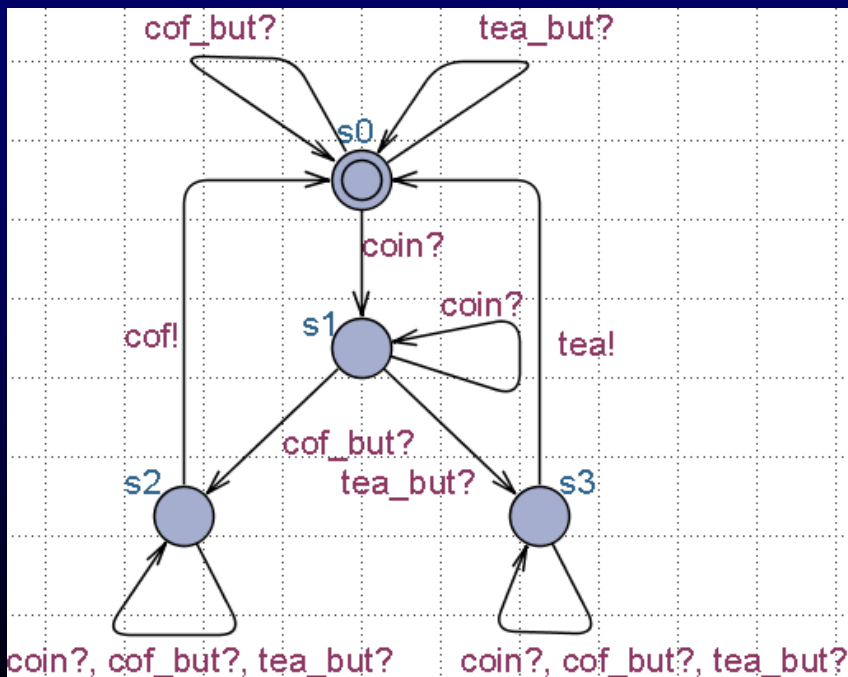 cof_but?
tea_but?
s0
coin?
coin?
s1
cof!
tea!
cof_but?
tea_but?
s2
s3
coin?, cof_but?, tea_but?
coin?, cof_but?, tea_but?